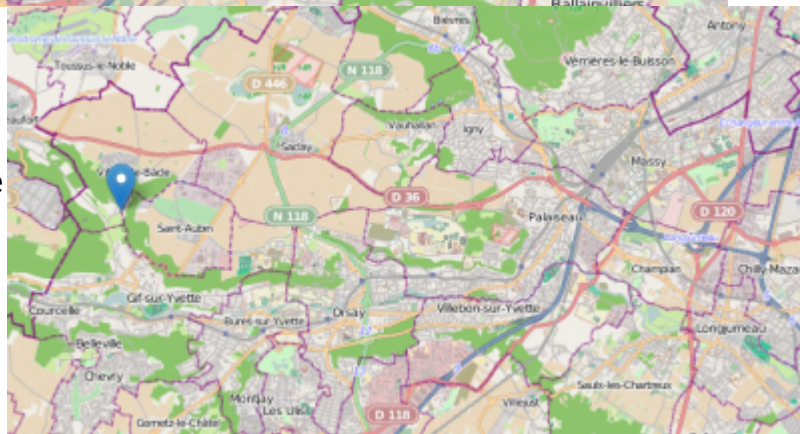 Ballainvilliers
Bièvres
Antony
Toussus-le-Noble
Verrières-le-Buisson
N 118
D 446
Vauhallan
Igny
Saclay
Massy
D 36
N 118
Palaiseau
D 120
Saint-Aubin
Champlan
Chilly-Maza
Gif-sur-Yvette
Courcelle
Bures-sur-Yvette
Orsay
Villebon-sur-Yvette
Longjumeau
Belleville
Chevry
Saulx-les-Chartreux
Montjay
Les Ulis
Villejust
D 118
Gometz-le-Châtel